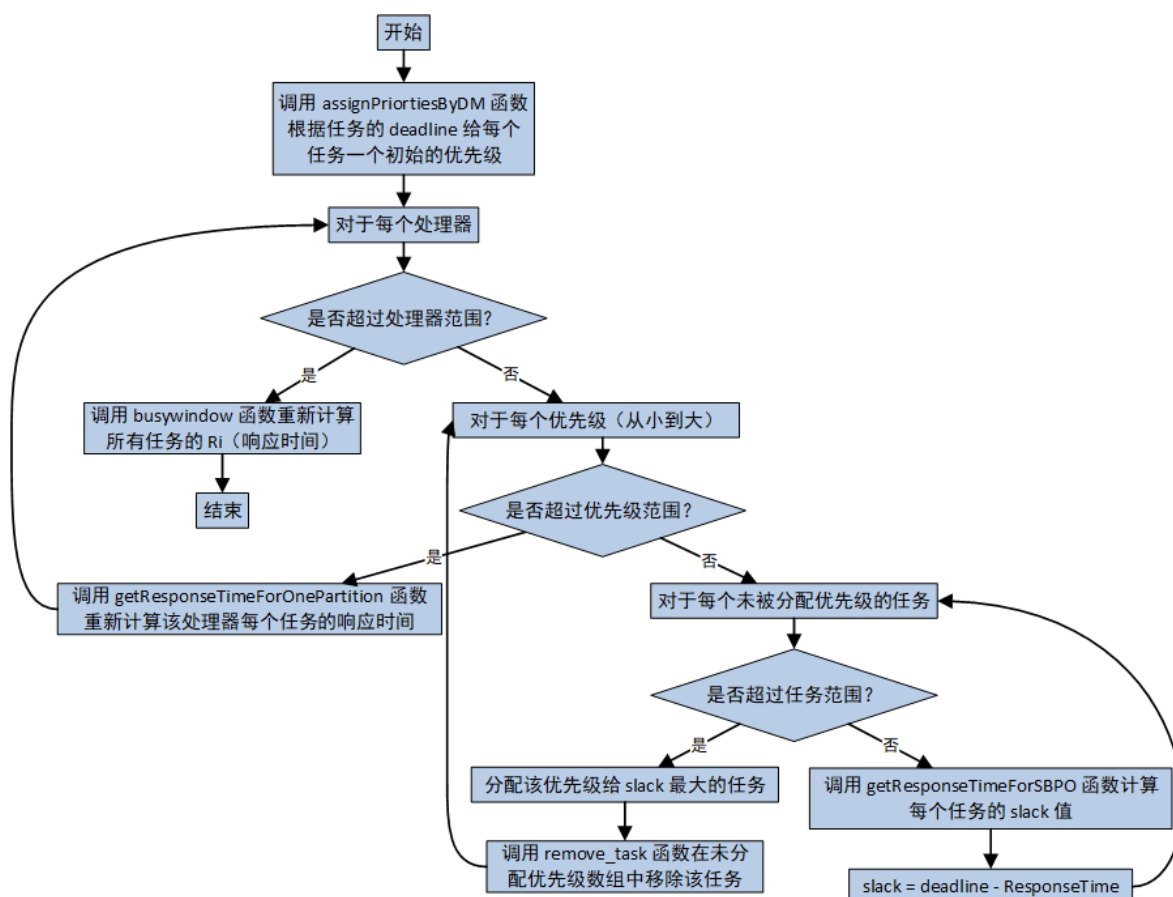 开始
调用 assignPriortiesByDM 函数
根据任务的 deadline 给每个
任务一个初始的优先级
对于每个处理器
是否超过处理器范围？
是
否
调用 busywindow 函数重新计算
所有任务的 Ri（响应时间）
对于每个优先级（从小到大）
结束
是否超过优先级范围？
是
否
调用 getResponseTimeForOnePartition 函数
重新计算该处理器每个任务的响应时间
对于每个未被分配优先级的任务
是否超过任务范围？
是
否
分配该优先级给 slack 最大的任务
调用 getResponseTimeForSBPO 函数计算
每个任务的 slack 值
调用 remove_task 函数在未分
配优先级数组中移除该任务
slack = deadline - ResponseTime